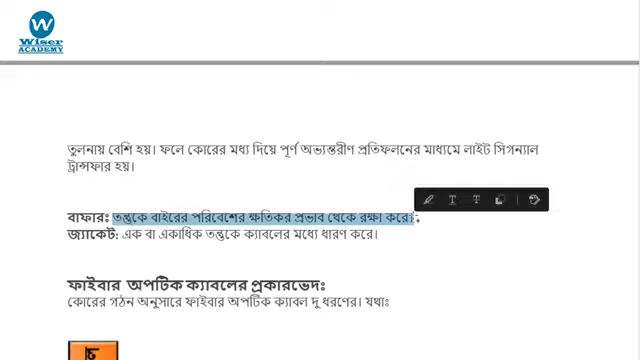 W
Wiser
ACADEMY
তুলনায় বেশি হয়। ফলে কোরের মধ্য দিয়ে পূর্ণ অভ্যন্তরীণ প্রতিফলনের মাধ্যমে লাইট সিগন্যাল
ট্রান্সফার হয়।
বাফারঃ তন্তুকে বাইরের পরিবেশের ক্ষতিকর প্রভাব থেকে রক্ষা করে।
জ্যাকেট: এক বা একাধিক তন্তুকে ক্যাবলের মধ্যে ধারণ করে।
ফাইবার অপটিক ক্যাবলের প্রকারভেদঃ
কোরের গঠন অনুসারে ফাইবার অপটিক ক্যাবল দু ধরণের। যথাঃ